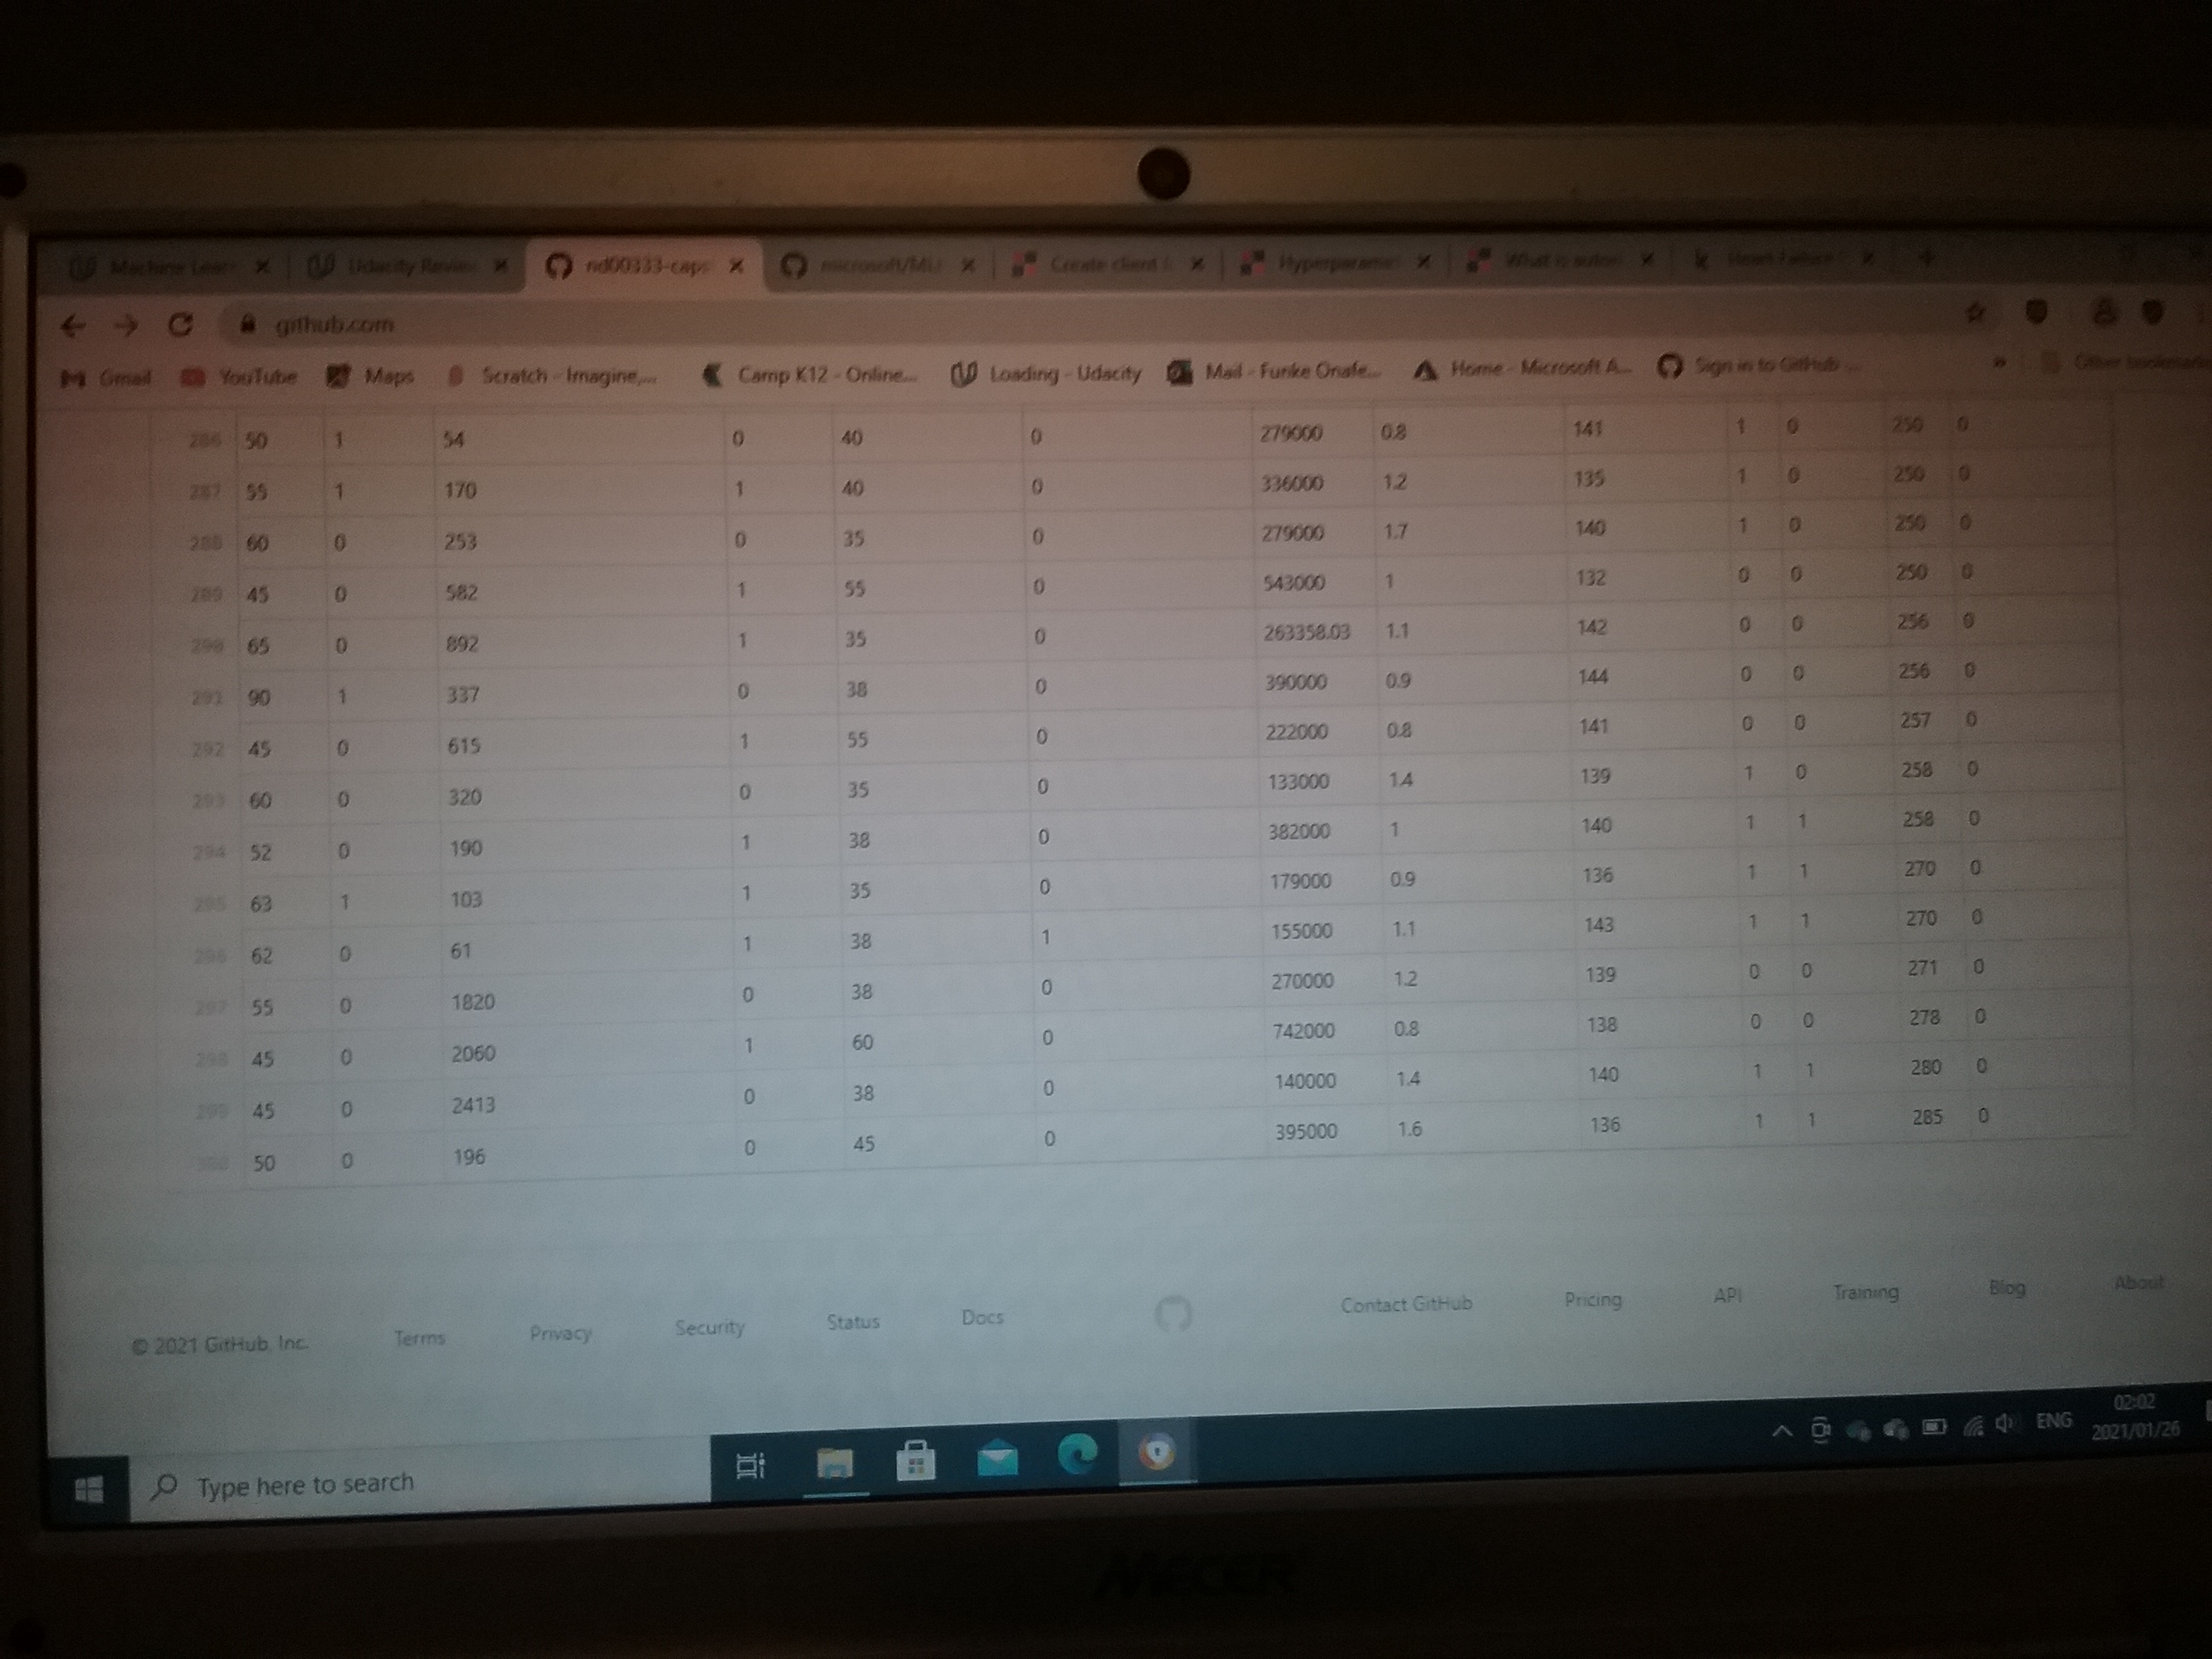 Machine Learn Udacity Review nd00333-caps microsoft/ML Create client Hyperparame What is autom Heart Failure
github.com
Gmail YouTube Maps Scratch - Imagine,... Camp K12 - Online... Loading - Udacity Mail - Funke Onafe... Home - Microsoft A... Sign in to GitHub ... » Other bookmarks
286 50 1 54 0 40 0 279000 0.8 141 1 0 250 0
287 55 1 170 1 40 0 336000 1.2 135 1 0 250 0
288 60 0 253 0 35 0 279000 1.7 140 1 0 250 0
289 45 0 582 1 55 0 543000 1 132 0 0 250 0
290 65 0 892 1 35 0 263358.03 1.1 142 0 0 256 0
291 90 1 337 0 38 0 390000 0.9 144 0 0 256 0
292 45 0 615 1 55 0 222000 0.8 141 0 0 257 0
293 60 0 320 0 35 0 133000 1.4 139 1 0 258 0
294 52 0 190 1 38 0 382000 1 140 1 1 258 0
295 63 1 103 1 35 0 179000 0.9 136 1 1 270 0
296 62 0 61 1 38 1 155000 1.1 143 1 1 270 0
297 55 0 1820 0 38 0 270000 1.2 139 0 0 271 0
298 45 0 2060 1 60 0 742000 0.8 138 0 0 278 0
299 45 0 2413 0 38 0 140000 1.4 140 1 1 280 0
300 50 0 196 0 45 0 395000 1.6 136 1 1 285 0
© 2021 GitHub, Inc. Terms Privacy Security Status Docs Contact GitHub Pricing API Training Blog About
Type here to search ENG 02:02
2021/01/26
MECER